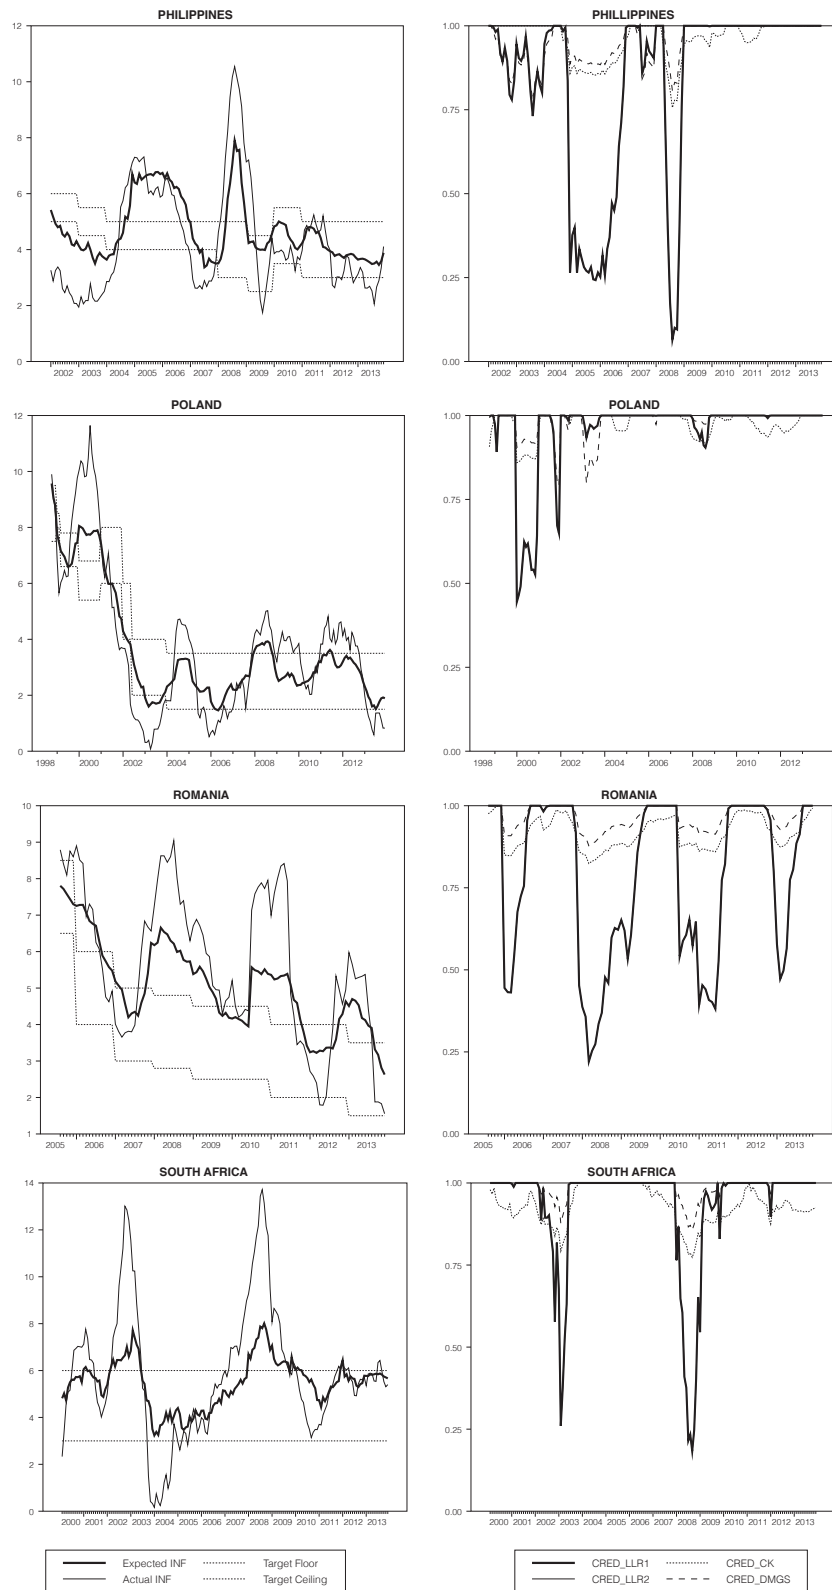 PHILIPPINES
12
10
8
6
4
2
0
2002 2003 2004 2005 2006 2007 2008 2009 2010 2011 2012 2013
PHILLIPPINES
1.00
0.75
0.50
0.25
0.00
2002 2003 2004 2005 2006 2007 2008 2009 2010 2011 2012 2013
POLAND
12
10
8
6
4
2
0
1998 2000 2002 2004 2006 2008 2010 2012
POLAND
1.00
0.75
0.50
0.25
0.00
1998 2000 2002 2004 2006 2008 2010 2012
ROMANIA
10
9
8
7
6
5
4
3
2
1
2005 2006 2007 2008 2009 2010 2011 2012 2013
ROMANIA
1.00
0.75
0.50
0.25
0.00
2005 2006 2007 2008 2009 2010 2011 2012 2013
SOUTH AFRICA
14
12
10
8
6
4
2
0
2000 2001 2002 2003 2004 2005 2006 2007 2008 2009 2010 2011 2012 2013
SOUTH AFRICA
1.00
0.75
0.50
0.25
0.00
2000 2001 2002 2003 2004 2005 2006 2007 2008 2009 2010 2011 2012 2013
Expected INF Target Floor
Actual INF Target Ceiling
CRED_LLR1 CRED_CK
CRED_LLR2 CRED_DMGS